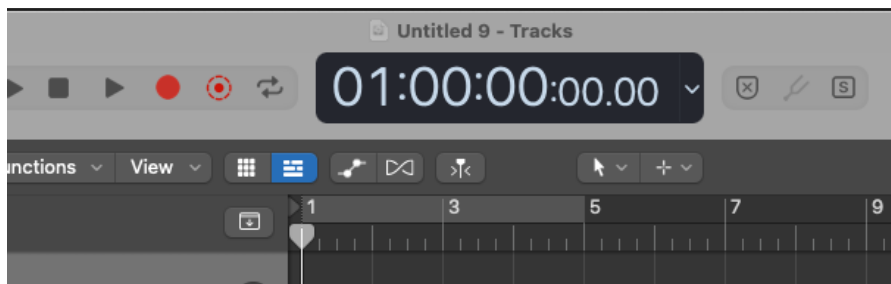 Untitled 9 - Tracks
01:00:00:00.00
S
unctions View
1 3 5 7 9